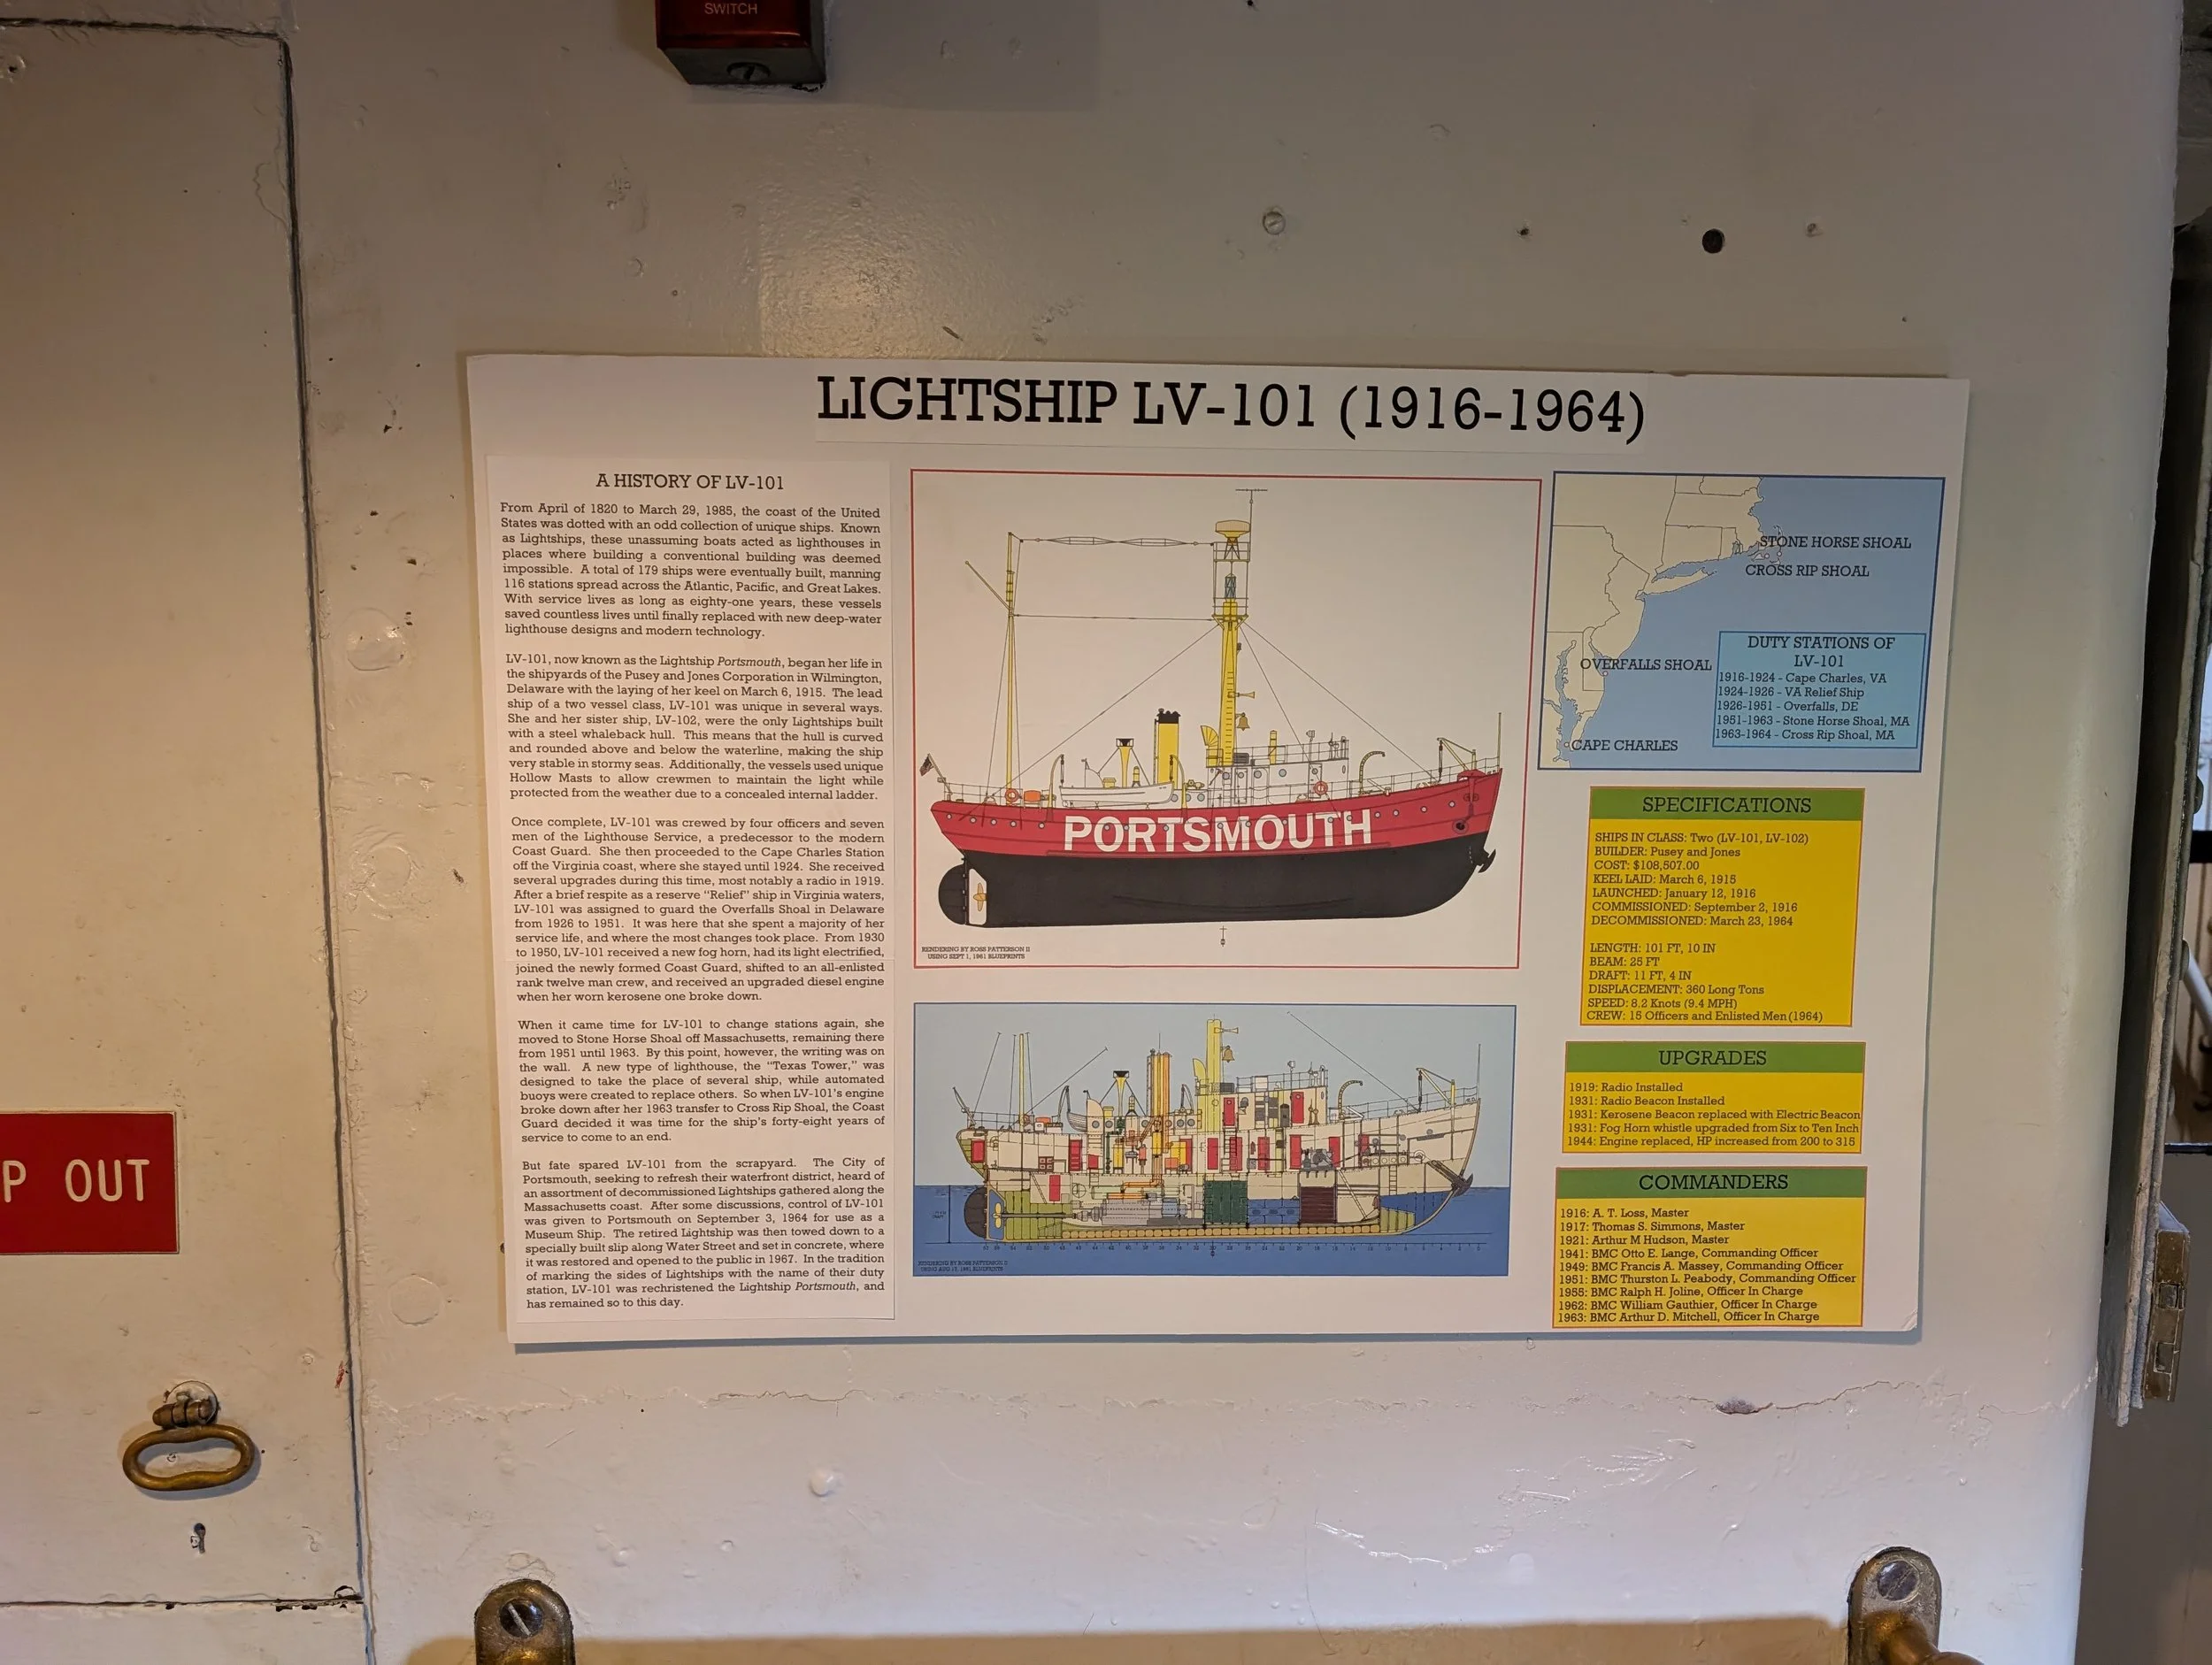 SWITCH
P OUT
LIGHTSHIP LV-101 (1916-1964)
A HISTORY OF LV-101
From April of 1820 to March 29, 1985, the coast of the United
States was dotted with an odd collection of unique ships. Known
as Lightships, these unassuming boats acted as lighthouses in
places where building a conventional building was deemed
impossible. A total of 179 ships were eventually built, manning
116 stations spread across the Atlantic, Pacific, and Great Lakes.
With service lives as long as eighty-one years, these vessels
saved countless lives until finally replaced with new deep-water
lighthouse designs and modern technology.
LV-101, now known as the Lightship Portsmouth, began her life in
the shipyards of the Pusey and Jones Corporation in Wilmington,
Delaware with the laying of her keel on March 6, 1915. The lead
ship of a two vessel class, LV-101 was unique in several ways.
She and her sister ship, LV-102, were the only Lightships built
with a steel whaleback hull. This means that the hull is curved
and rounded above and below the waterline, making the ship
very stable in stormy seas. Additionally, the vessels used unique
Hollow Masts to allow crewmen to maintain the light while
protected from the weather due to a concealed internal ladder.
Once complete, LV-101 was crewed by four officers and seven
men of the Lighthouse Service, a predecessor to the modern
Coast Guard. She then proceeded to the Cape Charles Station
off the Virginia coast, where she stayed until 1924. She received
several upgrades during this time, most notably a radio in 1919.
After a brief respite as a reserve "Relief" ship in Virginia waters,
LV-101 was assigned to guard the Overfalls Shoal in Delaware
from 1926 to 1951. It was here that she spent a majority of her
service life, and where the most changes took place. From 1930
to 1950, LV-101 received a new fog horn, had its light electrified,
joined the newly formed Coast Guard, shifted to an all-enlisted
rank twelve man crew, and received an upgraded diesel engine
when her worn kerosene one broke down.
When it came time for LV-101 to change stations again, she
moved to Stone Horse Shoal off Massachusetts, remaining there
from 1951 until 1963. By this point, however, the writing was on
the wall. A new type of lighthouse, the "Texas Tower," was
designed to take the place of several ship, while automated
buoys were created to replace others. So when LV-101's engine
broke down after her 1963 transfer to Cross Rip Shoal, the Coast
Guard decided it was time for the ship's forty-eight years of
service to come to an end.
But fate spared LV-101 from the scrapyard. The City of
Portsmouth, seeking to refresh their waterfront district, heard of
an assortment of decommissioned Lightships gathered along the
Massachusetts coast. After some discussions, control of LV-101
was given to Portsmouth on September 3, 1964 for use as a
Museum Ship. The retired Lightship was then towed down to a
specially built slip along Water Street and set in concrete, where
it was restored and opened to the public in 1967. In the tradition
of marking the sides of Lightships with the name of their duty
station, LV-101 was rechristened the Lightship Portsmouth, and
has remained so to this day.
PORTSMOUTH
RENDERING BY ROSS PATTERSON II
USING SEPT 1, 1961 BLUEPRINTS
RENDERING BY ROSS PATTERSON II
STONE HORSE SHOAL
CROSS RIP SHOAL
OVERFALLS SHOAL
CAPE CHARLES
DUTY STATIONS OF
LV-101
1916-1924 - Cape Charles, VA
1924-1926 - VA Relief Ship
1926-1951 - Overfalls, DE
1951-1963 - Stone Horse Shoal, MA
1963-1964 - Cross Rip Shoal, MA
SPECIFICATIONS
SHIPS IN CLASS: Two (LV-101, LV-102)
BUILDER: Pusey and Jones
COST: $108,507.00
KEEL LAID: March 6, 1915
LAUNCHED: January 12, 1916
COMMISSIONED: September 2, 1916
DECOMMISSIONED: March 23, 1964
LENGTH: 101 FT, 10 IN
BEAM: 25 FT
DRAFT: 11 FT, 4 IN
DISPLACEMENT: 360 Long Tons
SPEED: 8.2 Knots (9.4 MPH)
CREW: 15 Officers and Enlisted Men (1964)
UPGRADES
1919: Radio Installed
1931: Radio Beacon Installed
1931: Kerosene Beacon replaced with Electric Beacon
1931: Fog Horn whistle upgraded from Six to Ten Inch
1944: Engine replaced, HP increased from 200 to 315
COMMANDERS
1916: A. T. Loss, Master
1917: Thomas S. Simmons, Master
1921: Arthur M Hudson, Master
1941: BMC Otto E. Lange, Commanding Officer
1949: BMC Francis A. Massey, Commanding Officer
1951: BMC Thurston L. Peabody, Commanding Officer
1955: BMC Ralph H. Joline, Officer In Charge
1962: BMC William Gauthier, Officer In Charge
1963: BMC Arthur D. Mitchell, Officer In Charge